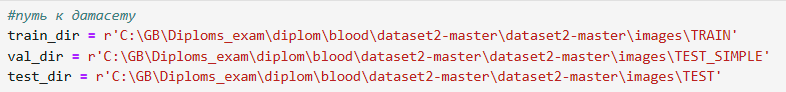 #путь к датасету
train_dir = r'C:\GB\Diploms_exam\diplom\blood\dataset2-master\dataset2-master\images\TRAIN'
val_dir = r'C:\GB\Diploms_exam\diplom\blood\dataset2-master\dataset2-master\images\TEST_SIMPLE'
test_dir = r'C:\GB\Diploms_exam\diplom\blood\dataset2-master\dataset2-master\images\TEST'